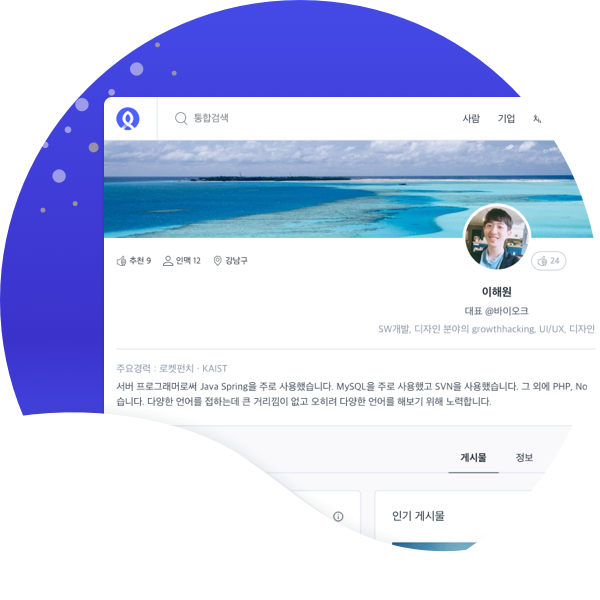 통합검색
사람 기업
추천 9 인맥 12 강남구
24
이해원
대표 @바이오크
SW개발, 디자인 분야의 growthhacking, UI/UX, 디자인
주요경력 : 로켓펀치 · KAIST
서버 프로그래머로써 Java Spring을 주로 사용했습니다. MySQL을 주로 사용했고 SVN을 사용했습니다. 그 외에 PHP, No
습니다. 다양한 언어를 접하는데 큰 거리낌이 없고 오히려 다양한 언어를 해보기 위해 노력합니다.
게시물 정보
인기 게시물